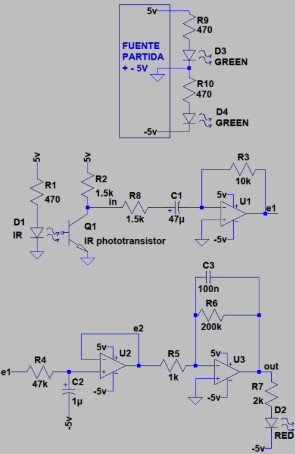 5v
R9
470
FUENTE
PARTIDA
+ - 5V
D3
GREEN
R10
470
D4
GREEN
-5v
5v
5v
R1
470
R2
1.5k
in
R8
1.5k
C1
47µ
R3
10k
5v
U1
e1
-5v
D1
IR
Q1
IR phototransistor
C3
100n
R6
200k
e2
e1
R4
47k
5v
U2
-5v
R5
1k
5v
U3
out
-5v
C2
1µ
-5v
R7
2k
D2
RED
-5v